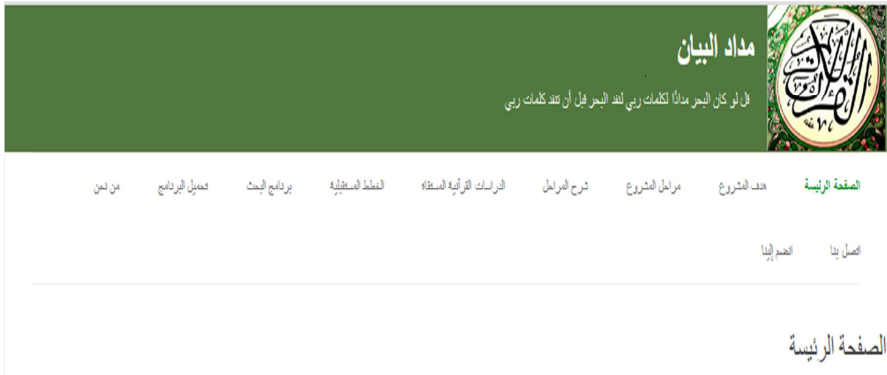 مداد البيان
قل لو كان البحر مدادًا لكلمات ربي لنفد البحر قبل أن تنفد كلمات ربي
الصفحة الرئيسة هدف المشروع مراحل المشروع شرح المراحل الدراسات القرآنية المستقاه الخطط المستقبلية برنامج البحث تحميل البرنامج من نحن
اتصل بنا انضم إلينا
الصفحة الرئيسة